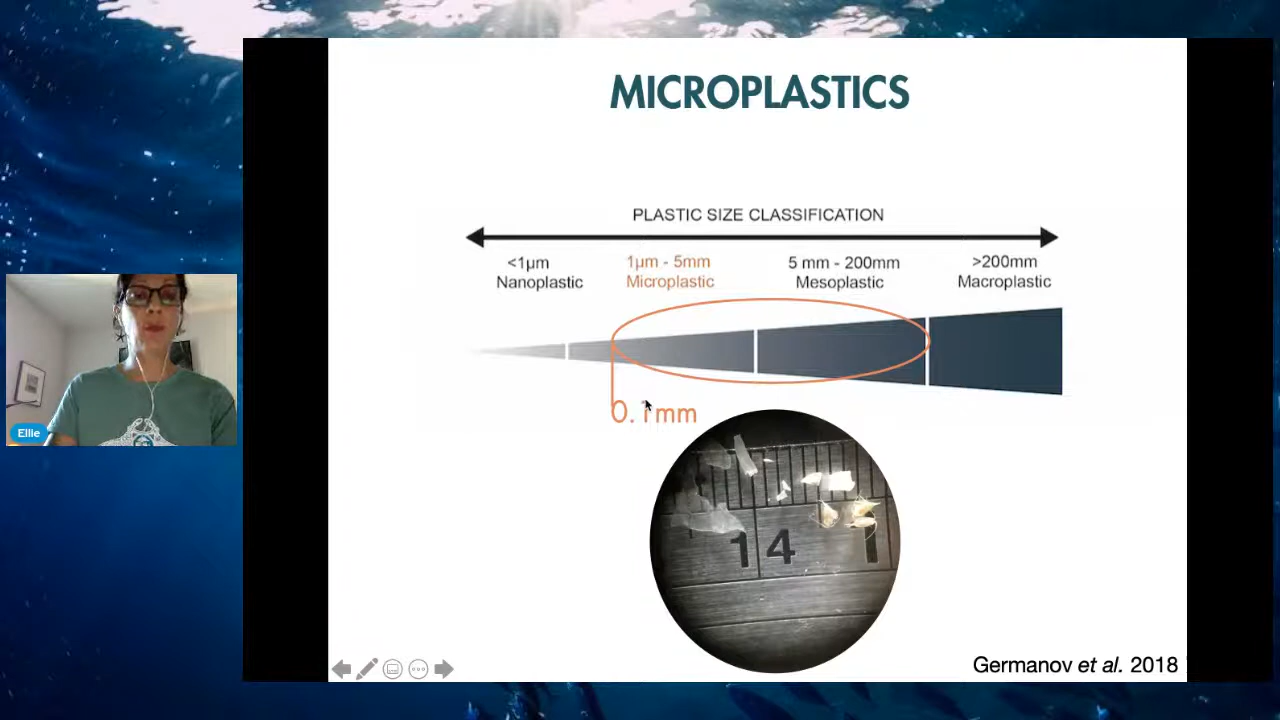 MICROPLASTICS
PLASTIC SIZE CLASSIFICATION
<1µm
Nanoplastic
1µm - 5mm
Microplastic
5 mm - 200mm
Mesoplastic
>200mm
Macroplastic
0.1mm
14
1
Ellie
Germanov et al. 2018